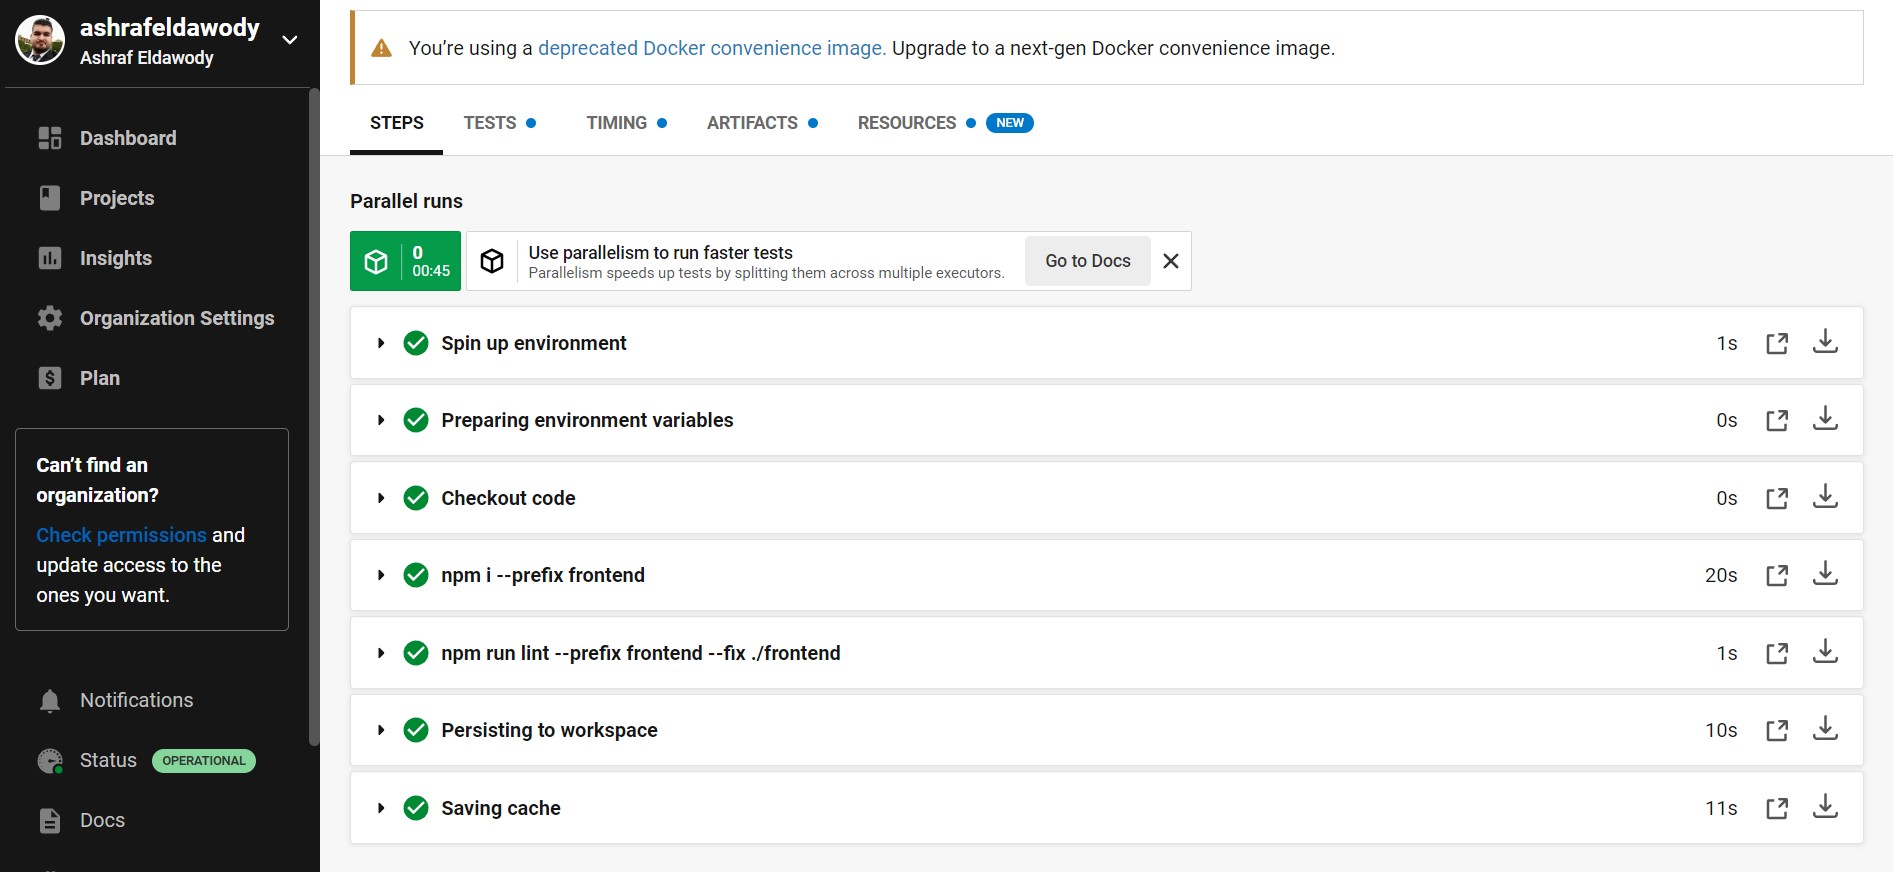 ashrafeldawody
Ashraf Eldawody
Dashboard
Projects
Insights
Organization Settings
Plan
Can’t find an
organization?
Check permissions and
update access to the
ones you want.
Notifications
Status OPERATIONAL
Docs
You’re using a deprecated Docker convenience image. Upgrade to a next-gen Docker convenience image.
STEPS TESTS TIMING ARTIFACTS RESOURCES NEW
Parallel runs
0
00:45
Use parallelism to run faster tests
Parallelism speeds up tests by splitting them across multiple executors.
Go to Docs
Spin up environment 1s
Preparing environment variables 0s
Checkout code 0s
npm i --prefix frontend 20s
npm run lint --prefix frontend --fix ./frontend 1s
Persisting to workspace 10s
Saving cache 11s